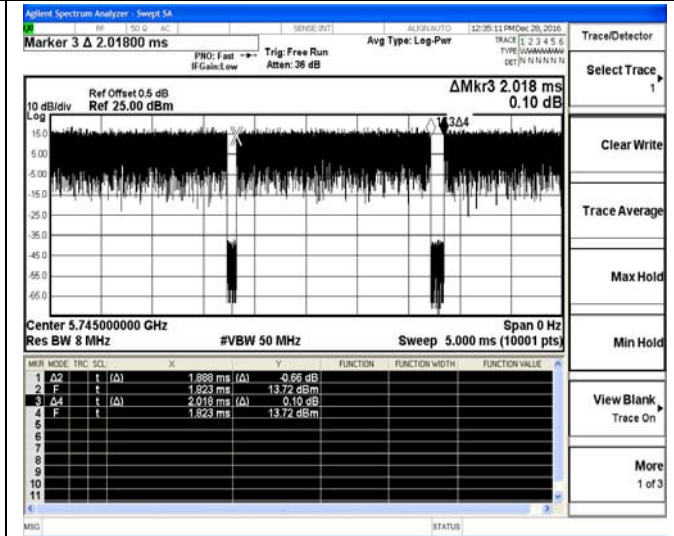 Agilent Spectrum Analyzer - Swept SA
RF 50 Ω AC SENSE:INT ALIGN AUTO 12:35:11 PM Dec 28, 2016
Marker 3 Δ 2.01800 ms
PNO: Fast
IFGain:Low
Trig: Free Run
Atten: 36 dB
Avg Type: Log-Pwr
TRACE 1 2 3 4 5 6
TYPE
DET N N N N N N
Ref Offset 0.5 dB
Ref 25.00 dBm
10 dB/div
Log
ΔMkr3 2.018 ms
0.10 dB
15.0
5.00
-5.00
-15.0
-25.0
-35.0
-45.0
-55.0
-65.0
3Δ4
Center 5.745000000 GHz
Span 0 Hz
Res BW 8 MHz
#VBW 50 MHz
Sweep 5.000 ms (10001 pts)
MKR MODE TRC SCL X Y FUNCTION FUNCTION WIDTH FUNCTION VALUE
1 Δ2 t (Δ) 1.888 ms (Δ) -0.66 dB
2 F t 1.823 ms 13.72 dBm
3 Δ4 t (Δ) 2.018 ms (Δ) 0.10 dB
4 F t 1.823 ms 13.72 dBm
5
6
7
8
9
10
11
MSG
STATUS
Trace/Detector
Select Trace
1
Clear Write
Trace Average
Max Hold
Min Hold
View Blank
Trace On
More
1 of 3